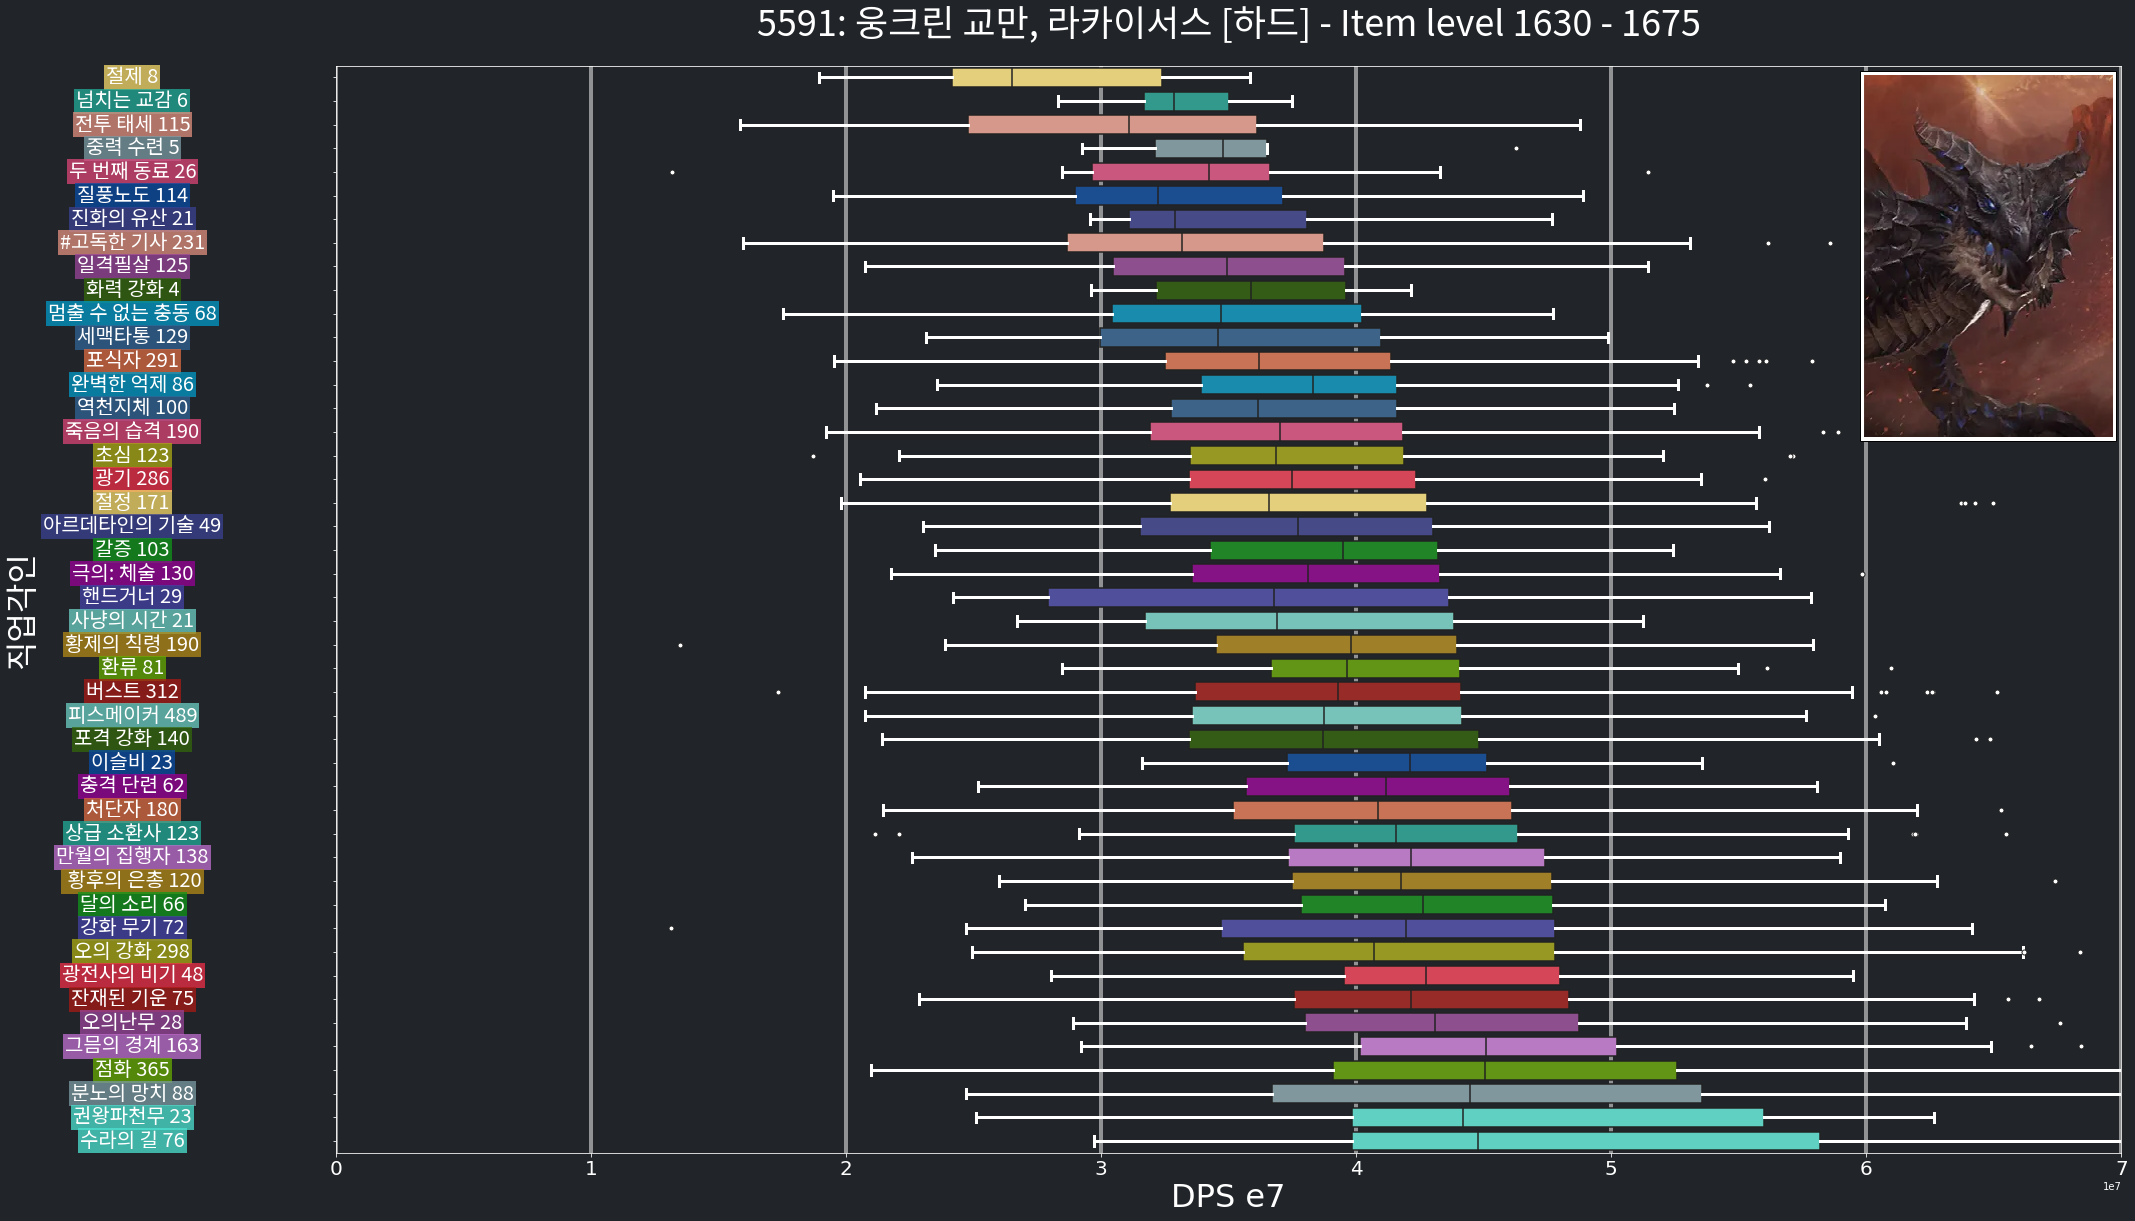 5591: 웅크린 교만, 라카이서스 [하드] - Item level 1630 - 1675
직업각인
절제 8
넘치는 교감 6
전투 태세 115
중력 수련 5
두 번째 동료 26
질풍노도 114
진화의 유산 21
#고독한 기사 231
일격필살 125
화력 강화 4
멈출 수 없는 충동 68
세맥타통 129
포식자 291
완벽한 억제 86
역천지체 100
죽음의 습격 190
초심 123
광기 286
절정 171
아르데타인의 기술 49
갈증 103
극의: 체술 130
핸드거너 29
사냥의 시간 21
황제의 칙령 190
환류 81
버스트 312
피스메이커 489
포격 강화 140
이슬비 23
충격 단련 62
처단자 180
상급 소환사 123
만월의 집행자 138
황후의 은총 120
달의 소리 66
강화 무기 72
오의 강화 298
광전사의 비기 48
잔재된 기운 75
오의난무 28
그믐의 경계 163
점화 365
분노의 망치 88
권왕파천무 23
수라의 길 76
0 1 2 3 4 5 6 7
1e7
DPS e7